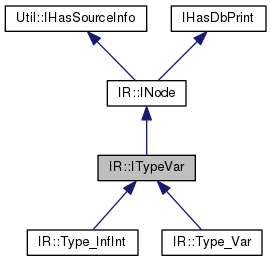 Util::IHasSourceInfo
IHasDbPrint
IR::INode
IR::ITypeVar
IR::Type_InfInt
IR::Type_Var